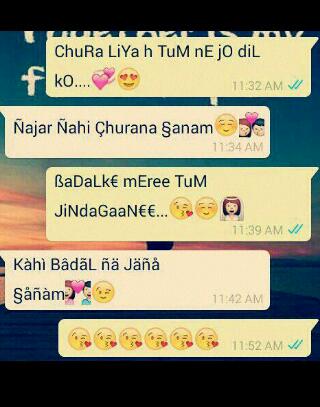 ChuRa LiYa h TuM nE jO diL
kO....💞😍
11:32 AM
Ñajar Ñahi Çhurana §anam☺️💑
11:34 AM
ßaDaLk€ mEree TuM
JiNdaGaaN€€...😘☺️👰
11:39 AM
Kàhì BâdãL ñä Jäñå
§åñàm💏😉
11:42 AM
😘😘😘😘😘😘
11:52 AM